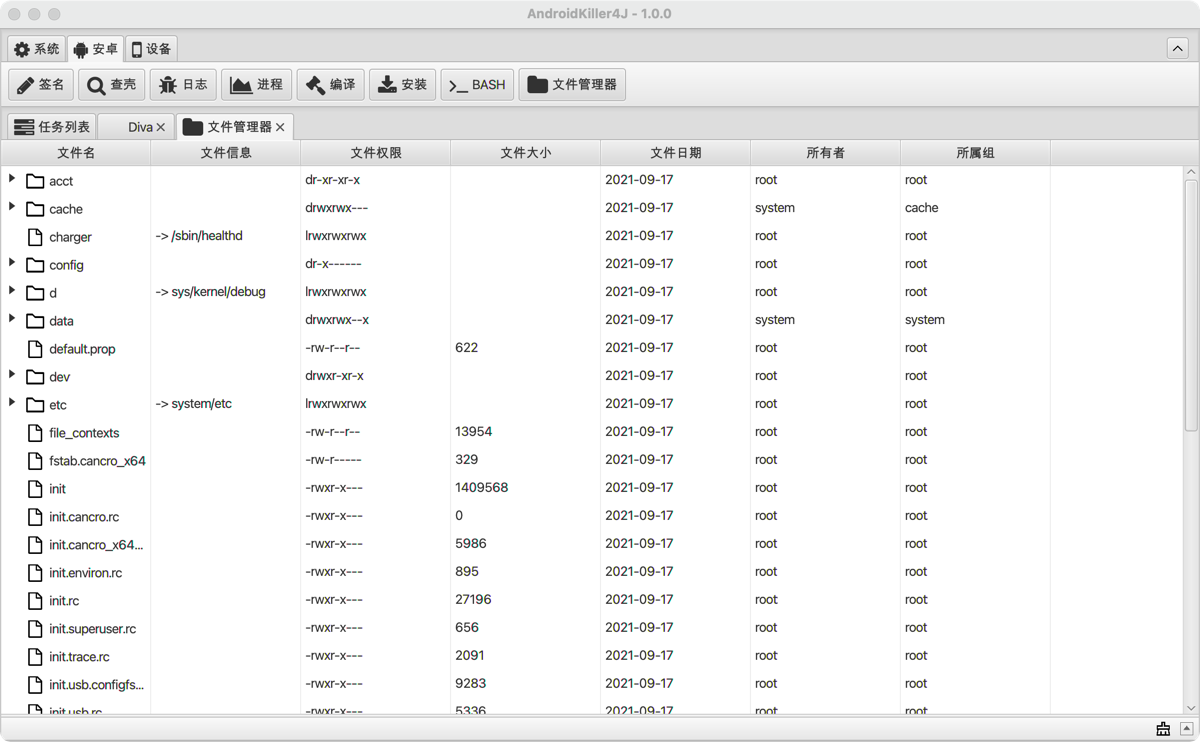 AndroidKiller4J - 1.0.0
系统 安卓 设备
签名 查壳 日志 进程 编译 安装 >_ BASH 文件管理器
任务列表 Diva 文件管理器
文件名 文件信息 文件权限 文件大小 文件日期 所有者 所属组
acct dr-xr-xr-x 2021-09-17 root root
cache drwxrwx--- 2021-09-17 system cache
charger -> /sbin/healthd lrwxrwxrwx 2021-09-17 root root
config dr-x------ 2021-09-17 root root
d -> sys/kernel/debug lrwxrwxrwx 2021-09-17 root root
data drwxrwx--x 2021-09-17 system system
default.prop -rw-r--r-- 622 2021-09-17 root root
dev drwxr-xr-x 2021-09-17 root root
etc -> system/etc lrwxrwxrwx 2021-09-17 root root
file_contexts -rw-r--r-- 13954 2021-09-17 root root
fstab.cancro_x64 -rw-r----- 329 2021-09-17 root root
init -rwxr-x--- 1409568 2021-09-17 root root
init.cancro.rc -rwxr-x--- 0 2021-09-17 root root
init.cancro_x64... -rwxr-x--- 5986 2021-09-17 root root
init.environ.rc -rwxr-x--- 895 2021-09-17 root root
init.rc -rwxr-x--- 27196 2021-09-17 root root
init.superuser.rc -rwxr-x--- 656 2021-09-17 root root
init.trace.rc -rwxr-x--- 2091 2021-09-17 root root
init.usb.configfs... -rwxr-x--- 9283 2021-09-17 root root
init.usb.rc -rwxr-x--- 5336 2021-09-17 root root